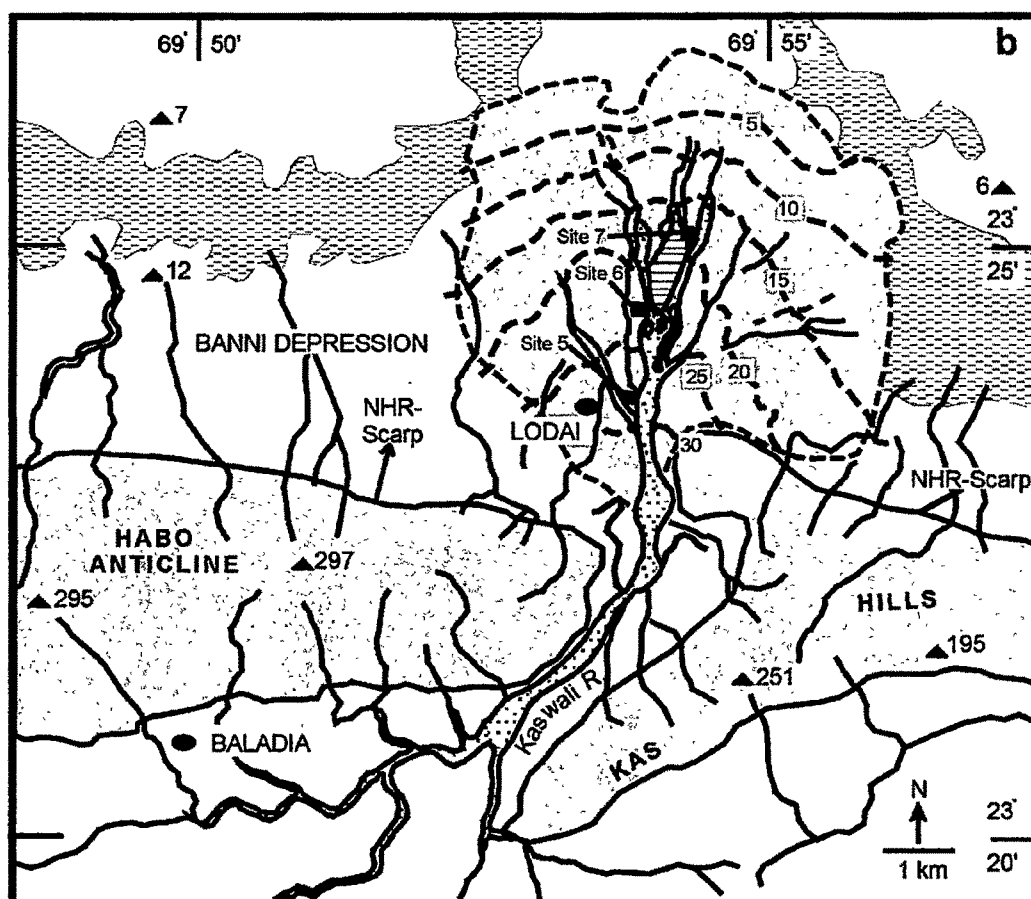 69° 50'
69° 55'
b
7
5
6
23°
10
Site 7
25'
12
Site 6
15
BANNI DEPRESSION
Site 5
NHR-
Scarp
25
20
LODAI
30
NHR-Scarp
HABO
ANTICLINE
297
295
HILLS
195
251
Kaswali R.
KAS
BALADIA
N
23°
1 km
20'